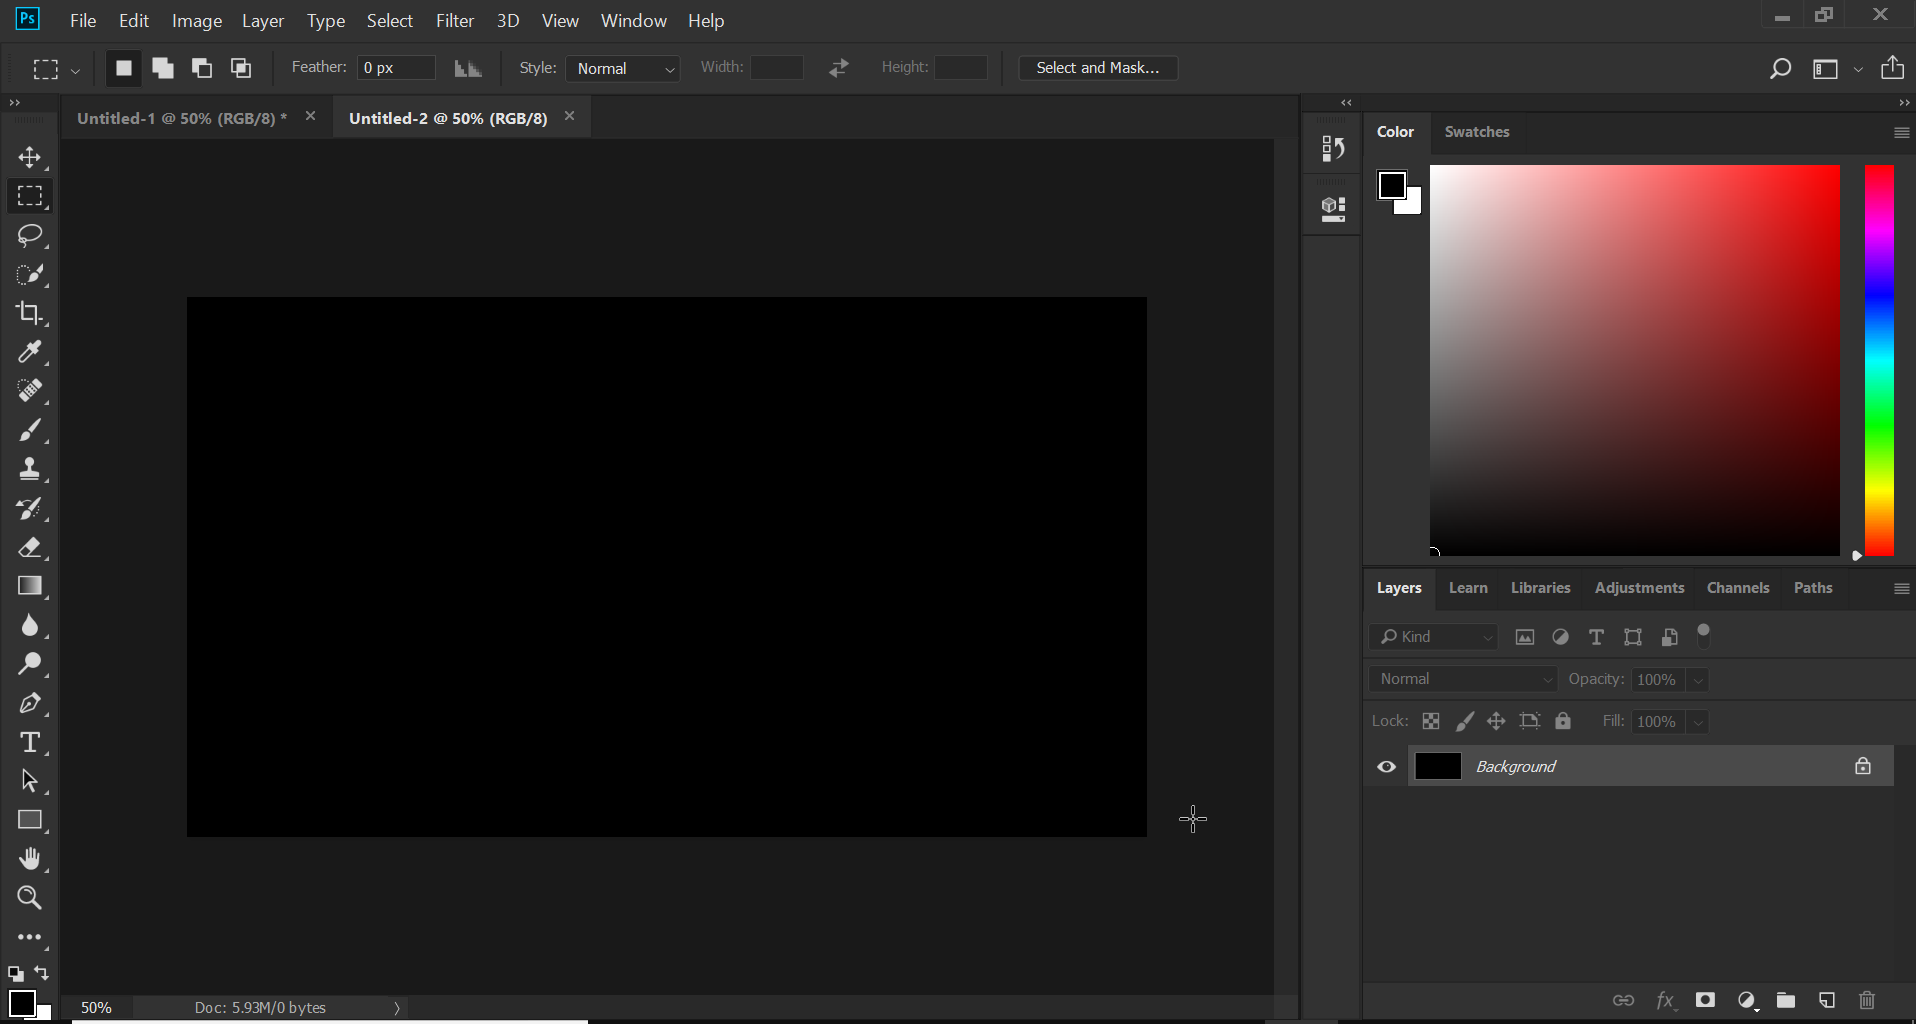 Ps File Edit Image Layer Type Select Filter 3D View Window Help
Feather: 0 px Style: Normal Width: Height: Select and Mask...
Untitled-1 @ 50% (RGB/8) * × Untitled-2 @ 50% (RGB/8) ×
Color Swatches
Layers Learn Libraries Adjustments Channels Paths
Kind
Normal Opacity: 100%
Lock: Fill: 100%
Background
fx
50% Doc: 5.93M/0 bytes